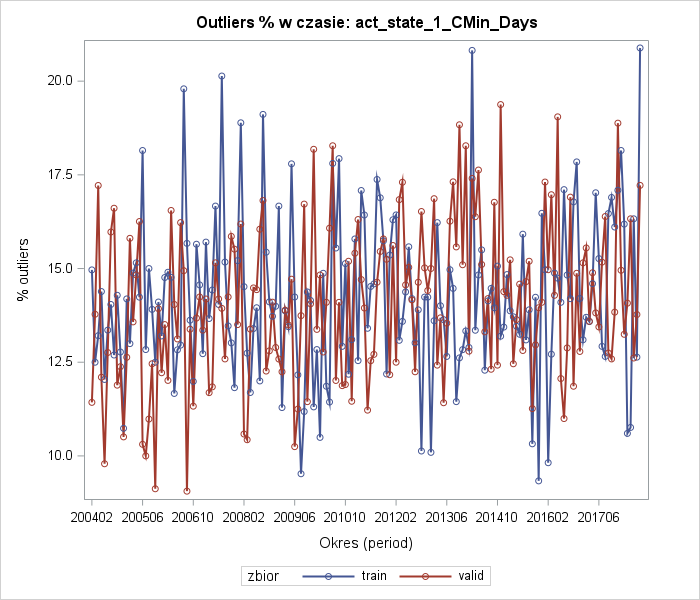 Outliers % w czasie: act_state_1_CMin_Days
% outliers
20.0
17.5
15.0
12.5
10.0
200402 200506 200610 200802 200906 201010 201202 201306 201410 201602 201706
Okres (period)
zbior train valid